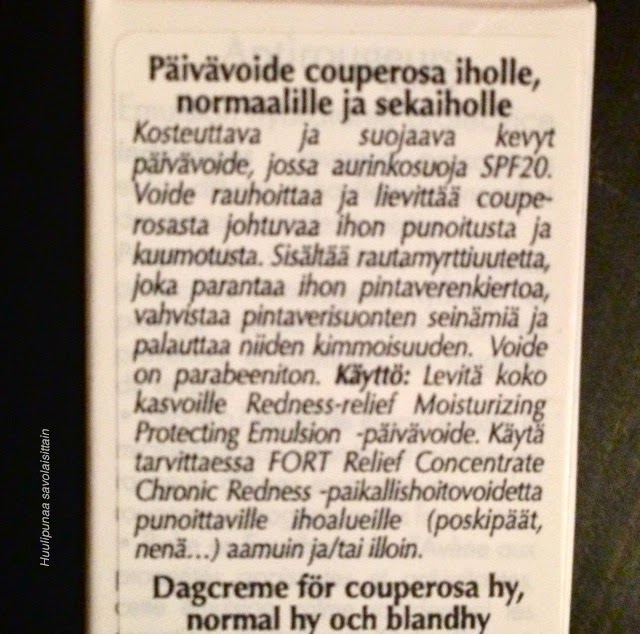 Päivävoide couperosa iholle,
normaalille ja sekaiholle
Kosteuttava ja suojaava kevyt
päivävoide, jossa aurinkosuoja SPF20.
Voide rauhoittaa ja lievittää coupe-
rosasta johtuvaa ihon punoitusta ja
kuumotusta. Sisältää rautamyrttiuutetta,
joka parantaa ihon pintaverenkiertoa,
vahvistaa pintaverisuonten seinämiä ja
palauttaa niiden kimmoisuuden. Voide
on parabeeniton. Käyttö: Levitä koko
kasvoille Redness-relief Moisturizing
Protecting Emulsion -päivävoide. Käytä
tarvittaessa FORT Relief Concentrate
Chronic Redness -paikallishoitovoidetta
punoittaville ihoalueille (poskipäät,
nenä...) aamuin ja/tai illoin.
Dagcreme för couperosa hy,
normal hy och blandhy
Huulipunaa savolaisittain